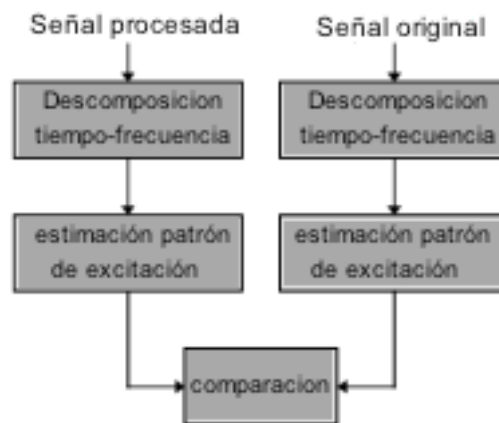 Señal procesada
Señal original
Descomposicion
tiempo-frecuencia
Descomposicion
tiempo-frecuencia
estimación patrón
de excitación
estimación patrón
de excitación
comparacion